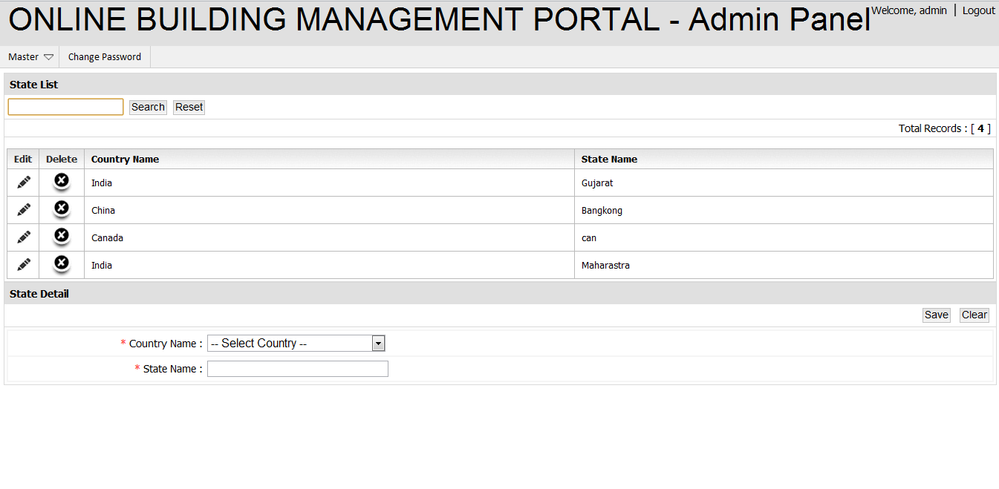 ONLINE BUILDING MANAGEMENT PORTAL - Admin Panel Welcome, admin | Logout
Master Change Password
State List
Search Reset
Total Records : [ 4 ]
Edit Delete Country Name State Name
India Gujarat
China Bangkong
Canada can
India Maharastra
State Detail
Save Clear
* Country Name : -- Select Country --
* State Name :